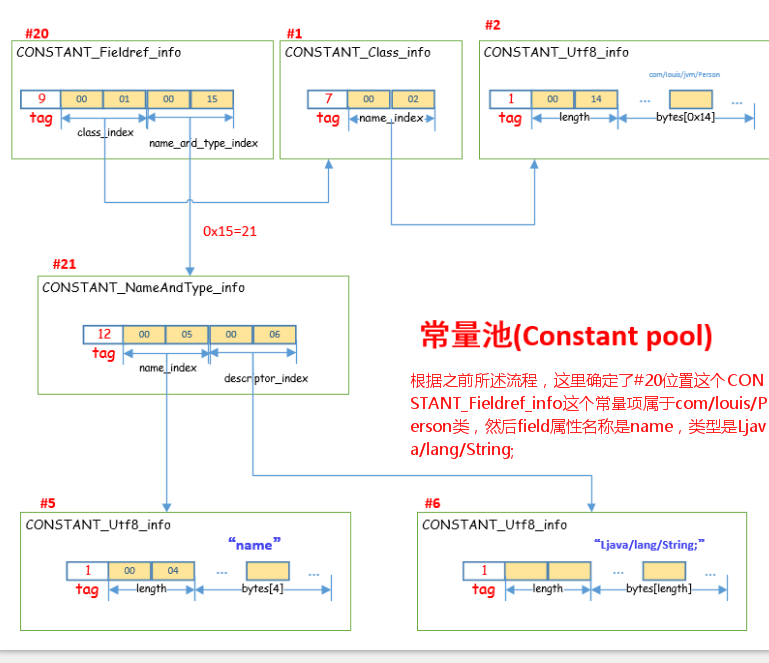 #20
CONSTANT_Fieldref_info
9 00 01 00 15
tag
class_index
name_and_type_index
#1
CONSTANT_Class_info
7 00 02
tag
name_index
#2
CONSTANT_Utf8_info
com/louis/jvm/Person
1 00 14 ... ...
tag
length
bytes[0x14]
0x15=21
#21
CONSTANT_NameAndType_info
12 00 05 00 06
tag
name_index
descriptor_index
常量池(Constant pool)
根据之前所述流程，这里确定了#20位置这个CON
STANT_Fieldref_info这个常量项属于com/louis/P
erson类，然后field属性名称是name，类型是Ljav
a/lang/String;
#5
CONSTANT_Utf8_info
“name”
1 00 04 ... ...
tag
length
bytes[4]
#6
CONSTANT_Utf8_info
“Ljava/lang/String;”
1 ... ...
tag
length
bytes[length]